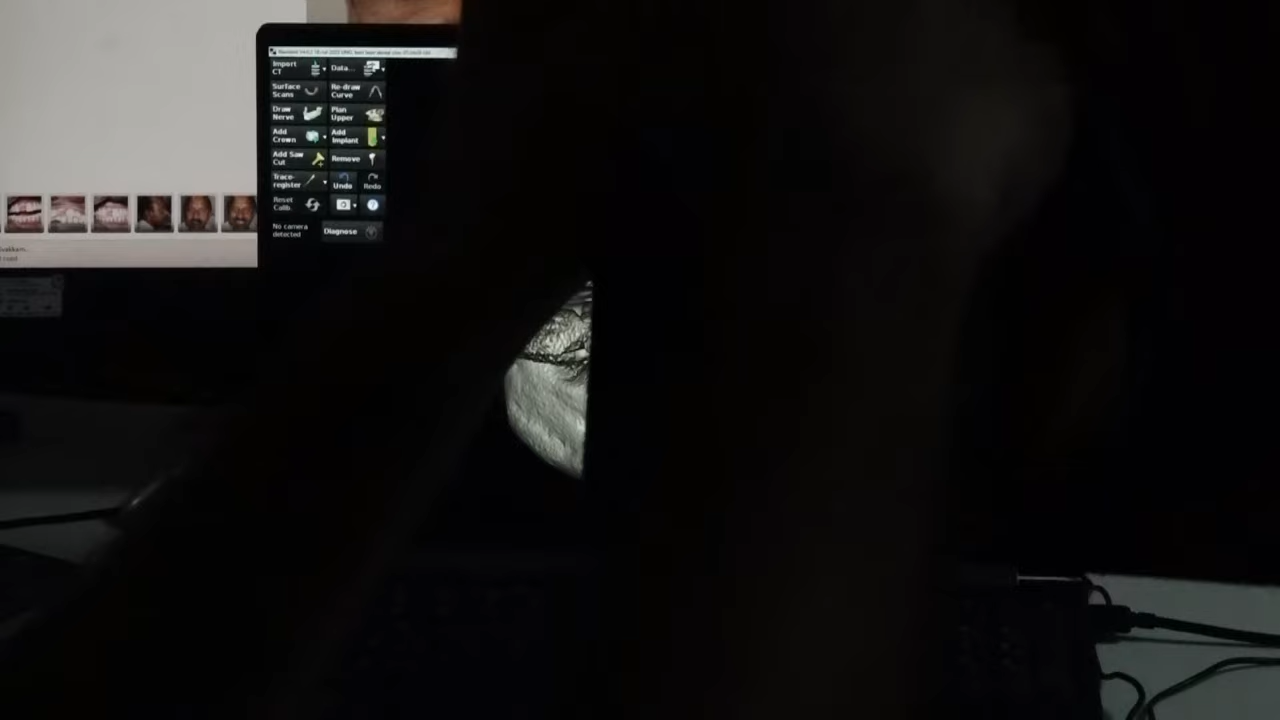 Import CT
Data...
Surface Scans
Re-draw Curve
Draw Nerve
Plan Upper
Add Crown
Add Implant
Add Saw Cut
Remove
Trace-register
Undo
Redo
Reset Calib.
No camera detected
Diagnose